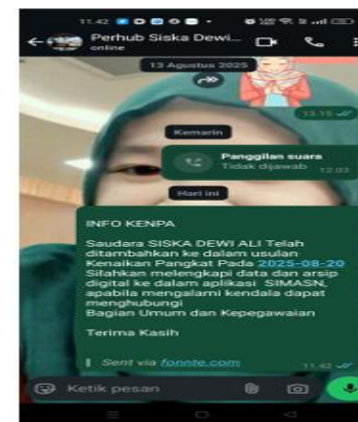 11.42
Perhub Siska Dewi...
online
13 Agustus 2025
13.15
Kemarin
Panggilan suara
Tidak dijawab 12.03
Hari ini
INFO KENPA
Saudara SISKA DEWI ALI Telah
ditambahkan ke dalam usulan
Kenaikan Pangkat Pada 2025-08-20
Silahkan melengkapi data dan arsip
digital ke dalam aplikasi SIMASN,
apabila mengalami kendala dapat
menghubungi
Bagian Umum dan Kepegawaian
Terima Kasih
Sent via fonnte.com
11.42
Ketik pesan